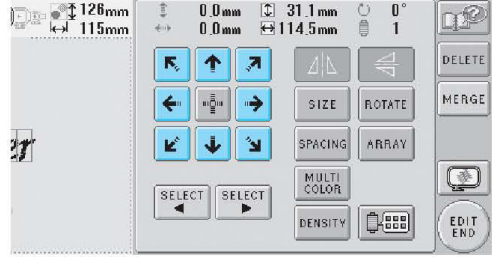 126mm 0.0mm 31.1mm 0°
115mm 0.0mm 114.5mm 1
DELETE
SIZE ROTATE MERGE
SPACING ARRAY
MULTI
COLOR
SELECT SELECT
DENSITY
EDIT
END